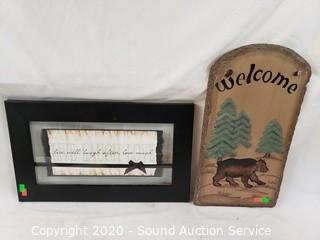 welcome
live well, laugh often, love much
Copyright 2020 - Sound Auction Service